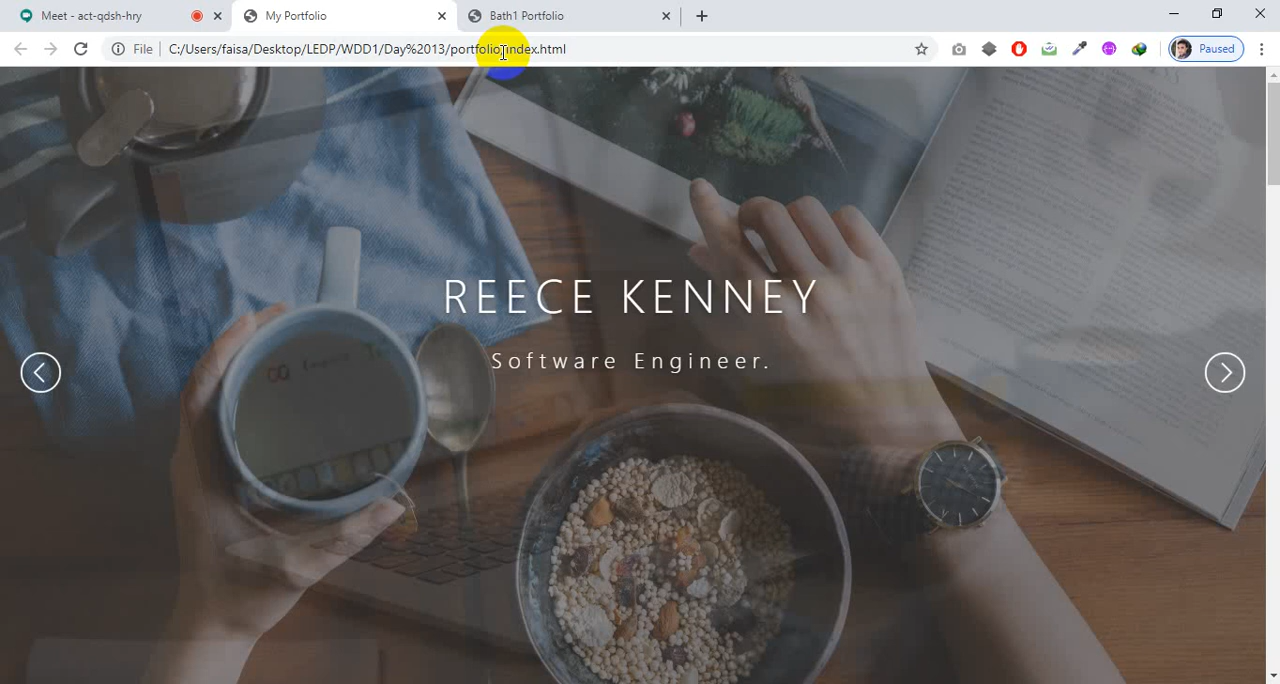 Meet - act-qdsh-hry
My Portfolio
Bath1 Portfolio
File
C:/Users/faisa/Desktop/LEDP/WDD1/Day%2013/portfolio/index.html
Paused
REECE KENNEY
Software Engineer.